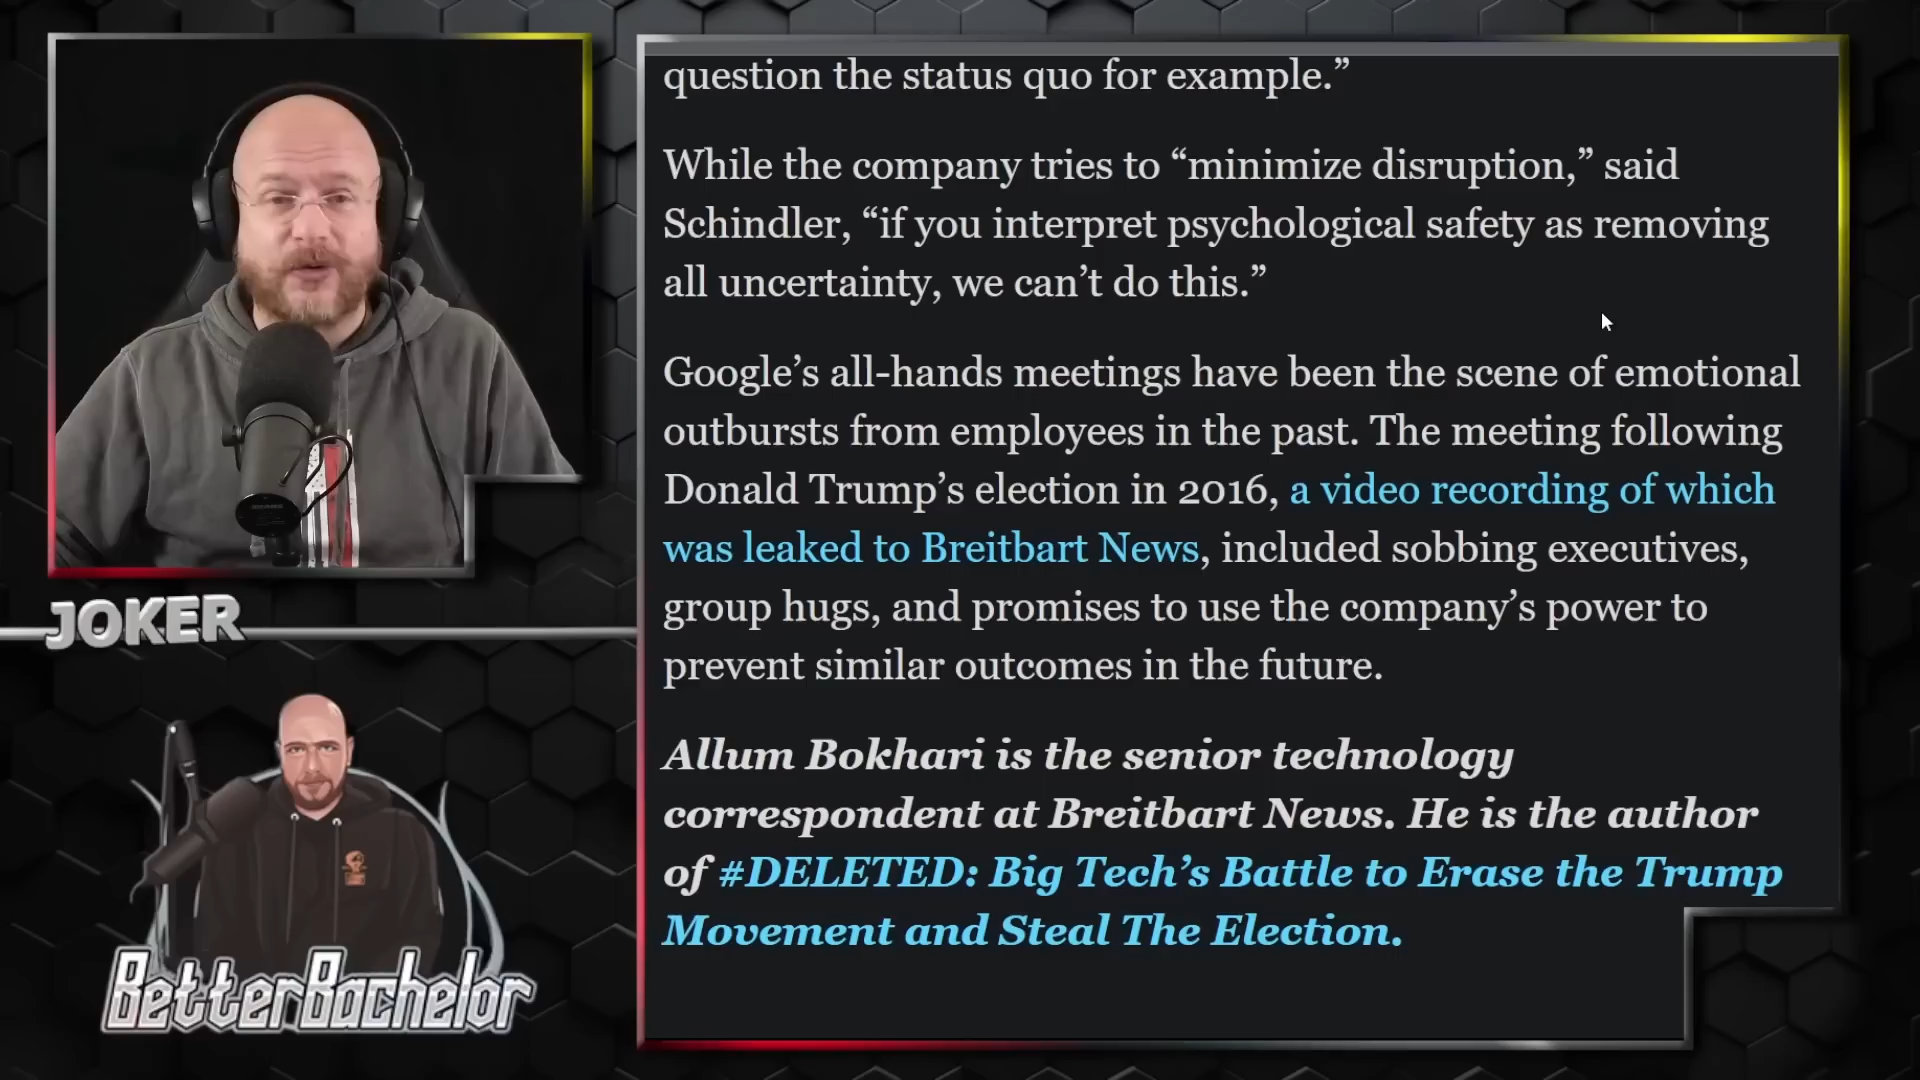 question the status quo for example.”
While the company tries to “minimize disruption,” said
Schindler, “if you interpret psychological safety as removing
all uncertainty, we can’t do this.”
Google’s all-hands meetings have been the scene of emotional
outbursts from employees in the past. The meeting following
Donald Trump’s election in 2016, a video recording of which
was leaked to Breitbart News, included sobbing executives,
group hugs, and promises to use the company’s power to
prevent similar outcomes in the future.
Allum Bokhari is the senior technology
correspondent at Breitbart News. He is the author
of #DELETED: Big Tech’s Battle to Erase the Trump
Movement and Steal The Election.
JOKER
BetterBachelor